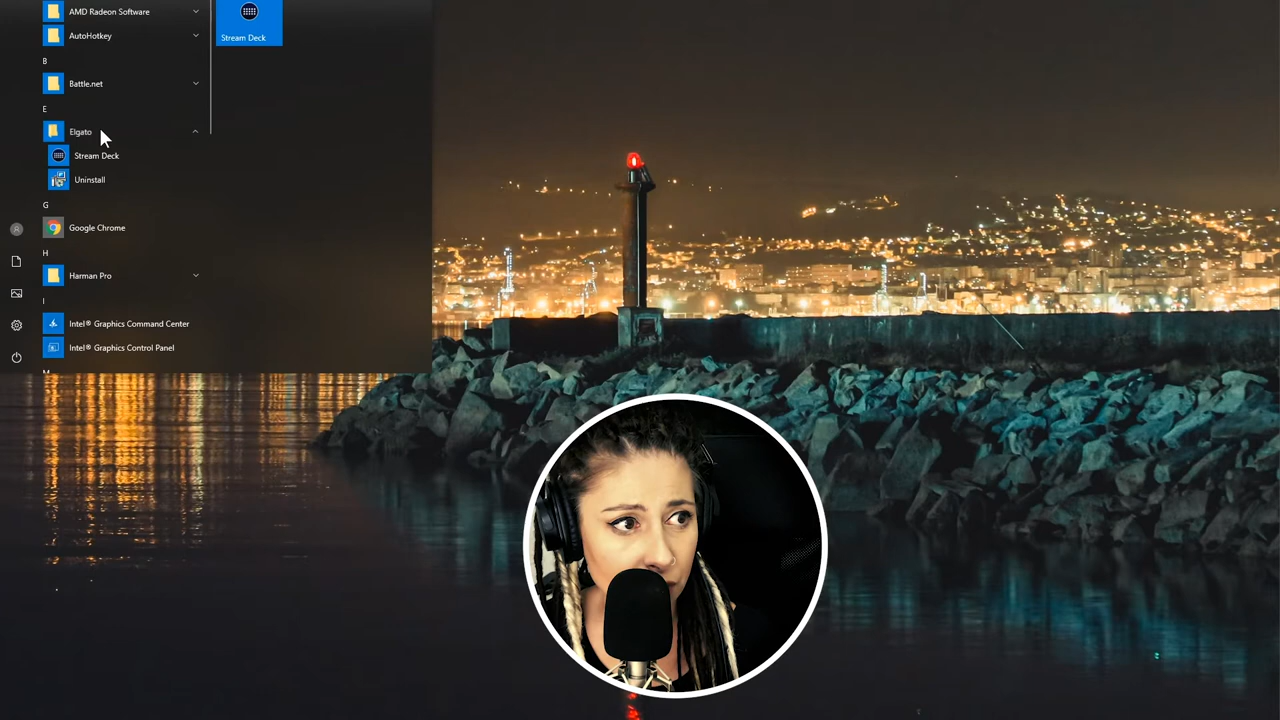 AMD Radeon Software
Stream Deck
AutoHotkey
B
Battle.net
E
Elgato
Stream Deck
Uninstall
G
Google Chrome
H
Harman Pro
I
Intel® Graphics Command Center
Intel® Graphics Control Panel
M